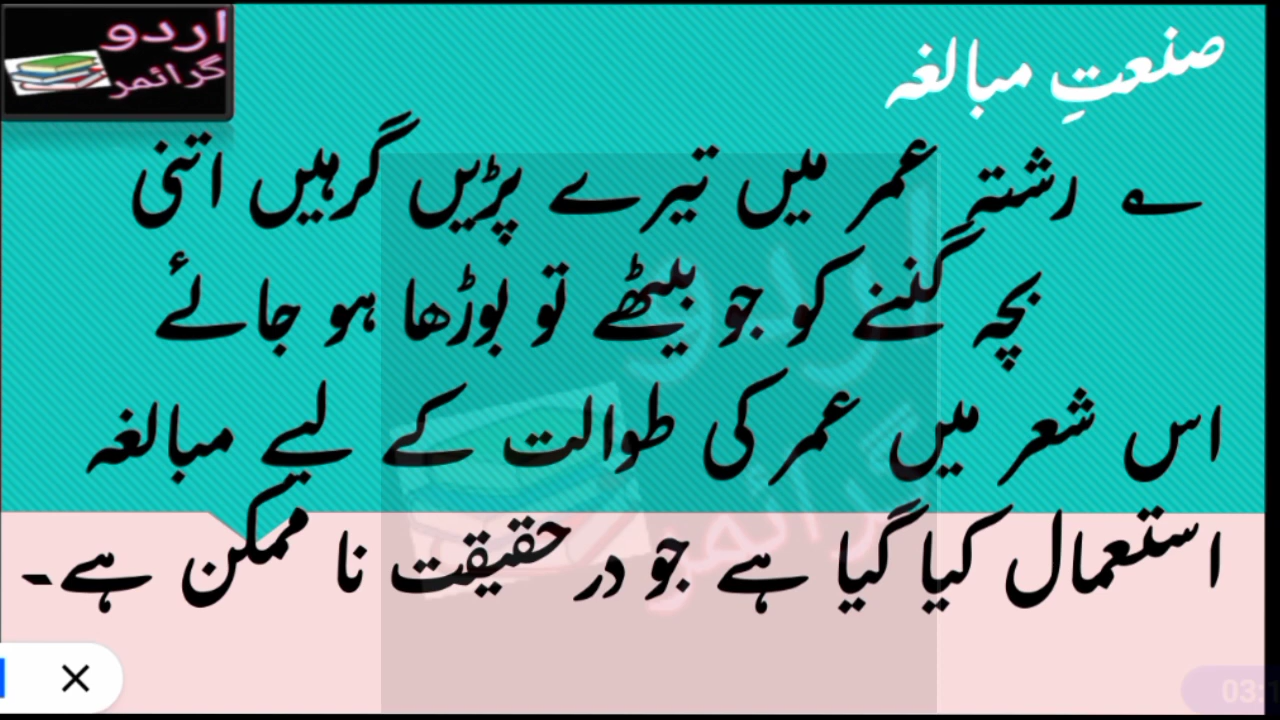 اردو
گرائمر
صنعتِ مبالغہ
؎ رشتہِ عمر میں تیرے پڑیں گرہیں اتنی
بچہ گننے کو جو بیٹھے تو بوڑھا ہو جائے
اس شعر میں عمر کی طوالت کے لیے مبالغہ
استعمال کیا گیا ہے جو در حقیقت نا ممکن ہے۔